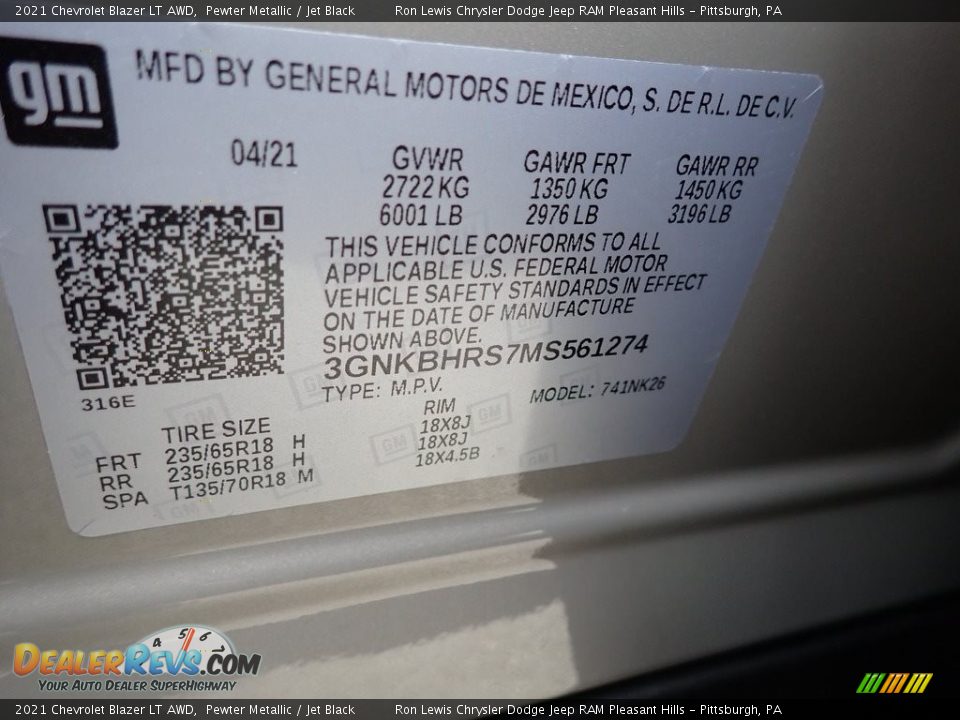 2021 Chevrolet Blazer LT AWD, Pewter Metallic / Jet Black Ron Lewis Chrysler Dodge Jeep RAM Pleasant Hills - Pittsburgh, PA
gm
MFD BY GENERAL MOTORS DE MEXICO, S. DE R.L. DE C.V.
04/21 GVWR GAWR FRT GAWR RR
2722 KG 1350 KG 1450 KG
6001 LB 2976 LB 3196 LB
THIS VEHICLE CONFORMS TO ALL
APPLICABLE U.S. FEDERAL MOTOR
VEHICLE SAFETY STANDARDS IN EFFECT
ON THE DATE OF MANUFACTURE
SHOWN ABOVE.
3GNKBHRS7MS561274
316E
TYPE: M.P.V. MODEL: 741NK26
TIRE SIZE RIM
FRT 235/65R18 H 18X8J
RR 235/65R18 H 18X8J
SPA T135/70R18 M 18X4.5B
4 5 6
DEALERREVS.COM
YOUR AUTO DEALER SUPERHIGHWAY
2021 Chevrolet Blazer LT AWD, Pewter Metallic / Jet Black Ron Lewis Chrysler Dodge Jeep RAM Pleasant Hills - Pittsburgh, PA